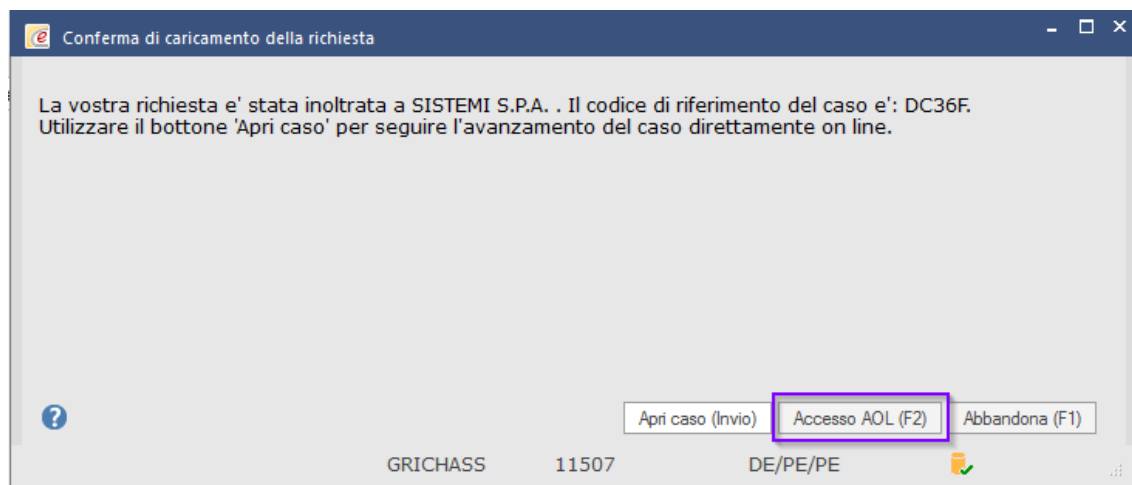 Conferma di caricamento della richiesta
La vostra richiesta e' stata inoltrata a SISTEMI S.P.A. . Il codice di riferimento del caso e': DC36F.
Utilizzare il bottone 'Apri caso' per seguire l'avanzamento del caso direttamente on line.
Apri caso (Invio) Accesso AOL (F2) Abbandona (F1)
GRICHASS 11507 DE/PE/PE